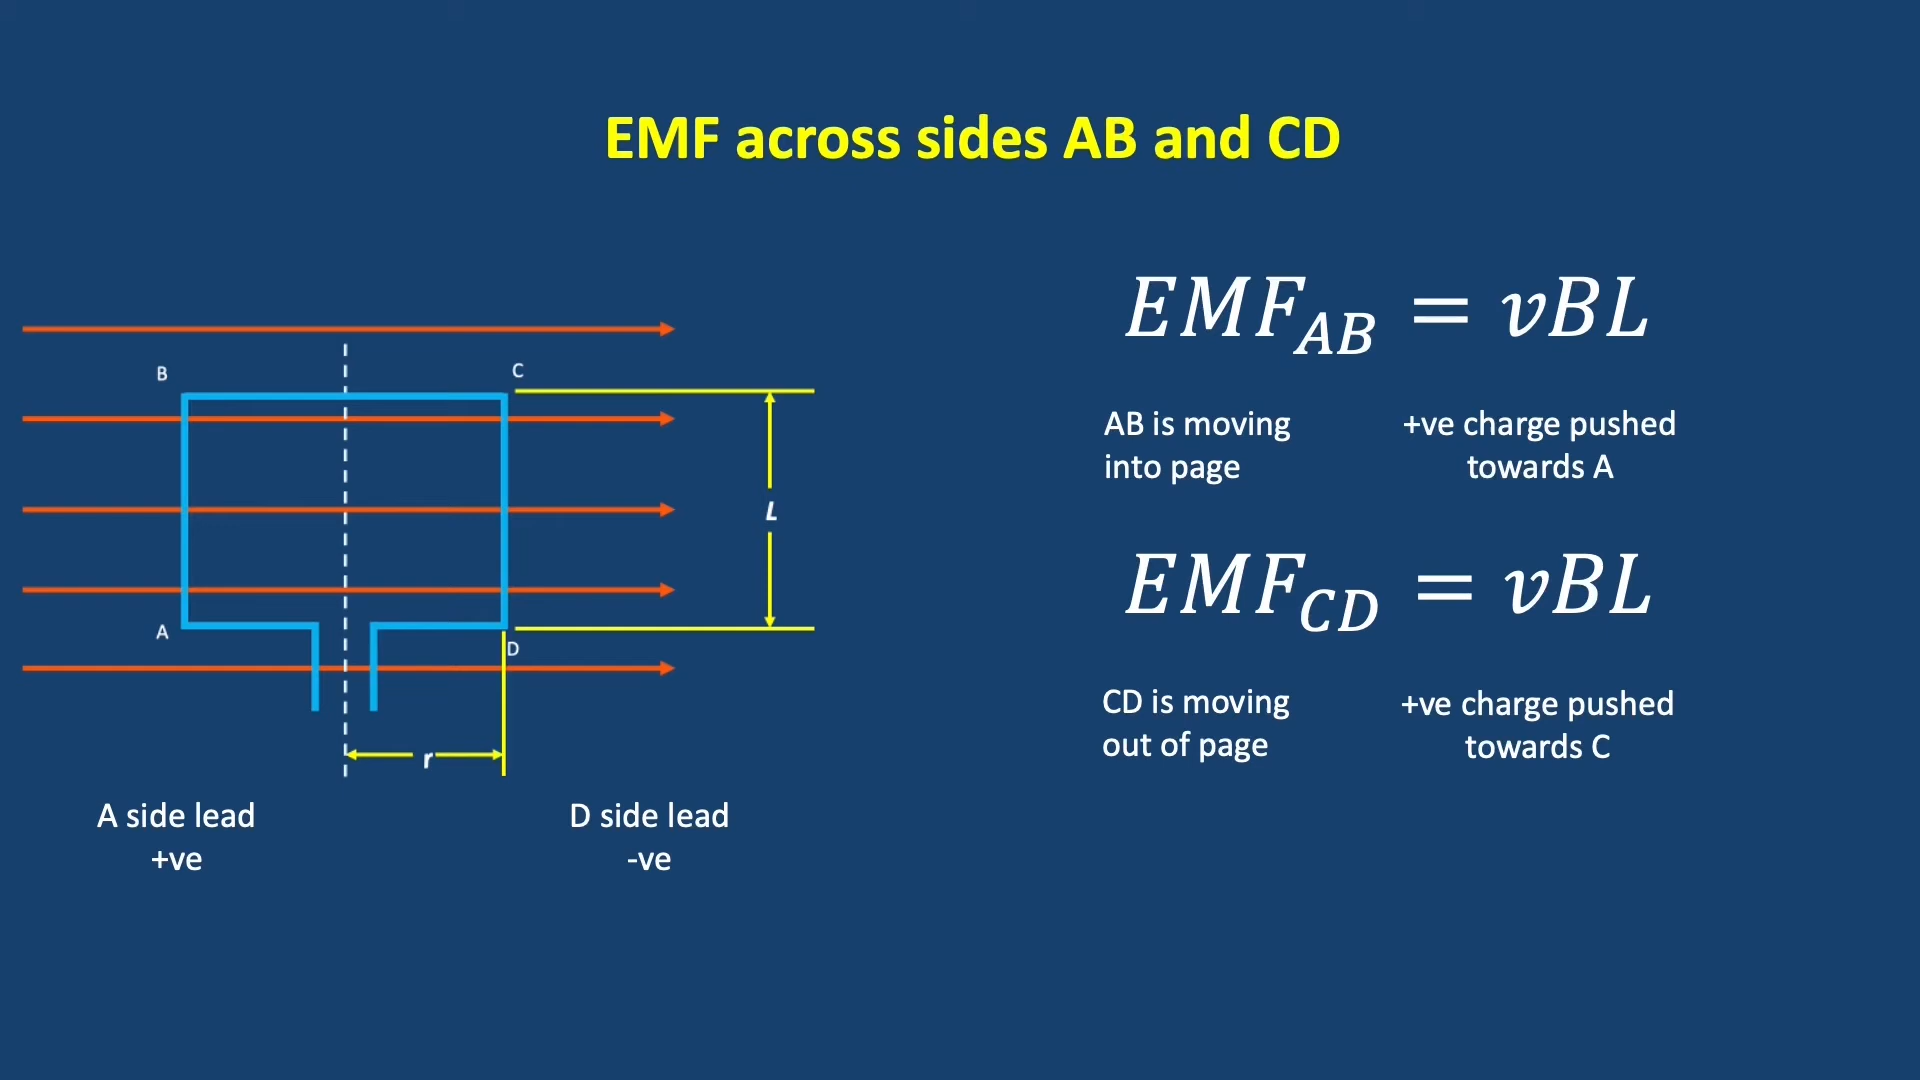 EMF across sides AB and CD
B
C
A
D
L
r
A side lead
+ve
D side lead
-ve
EMF_AB = vBL
AB is moving
into page
+ve charge pushed
towards A
EMF_CD = vBL
CD is moving
out of page
+ve charge pushed
towards C